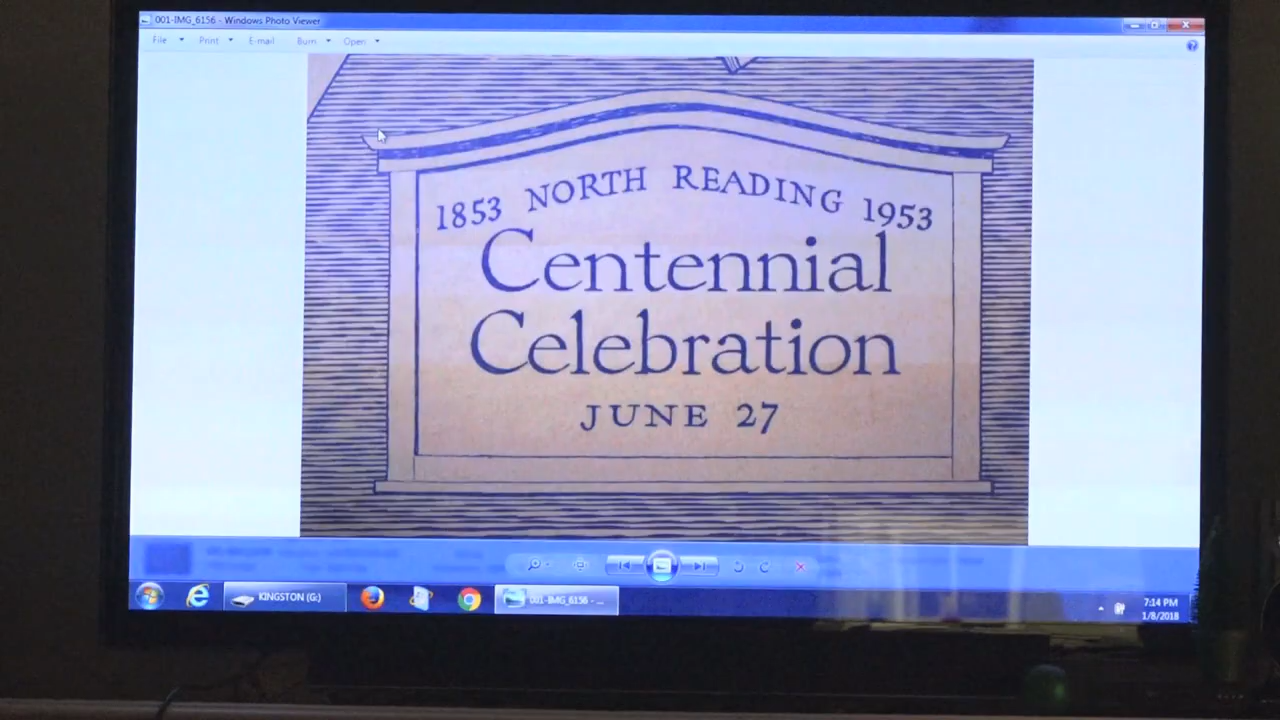 001-IMG_6156 - Windows Photo Viewer
File Print E-mail Burn Open
1853 NORTH READING 1953
Centennial
Celebration
JUNE 27
KINGSTON (G:)
001-IMG_6156 - ...
7:14 PM
1/8/2018